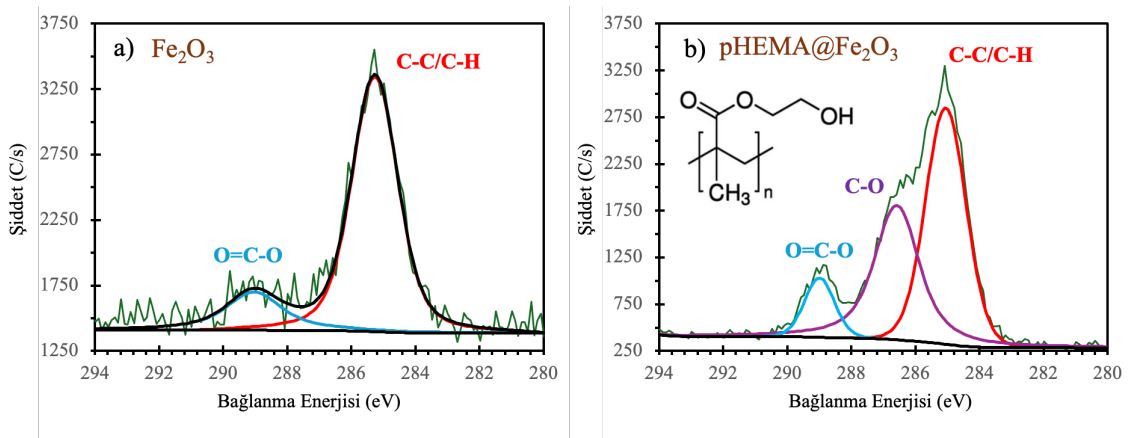 a) Fe₂O₃
C-C/C-H
O=C-O
Şiddet (C/s)
3750
3250
2750
2250
1750
1250
294 292 290 288 286 284 282 280
Bağlanma Enerjisi (eV)
b) pHEMA@Fe₂O₃
C-C/C-H
C-O
O=C-O
O
O
OH
CH₃
n
Şiddet (C/s)
3750
3250
2750
2250
1750
1250
750
250
294 292 290 288 286 284 282 280
Bağlanma Enerjisi (eV)